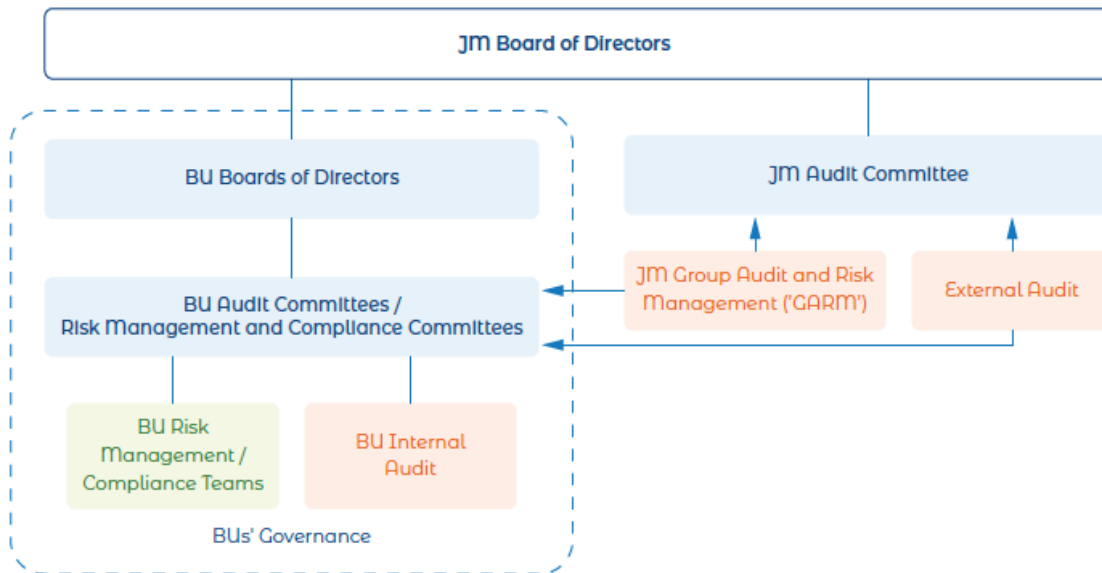 JM Board of Directors
BU Boards of Directors
JM Audit Committee
BU Audit Committees /
Risk Management and Compliance Committees
JM Group Audit and Risk
Management ('GARM')
External Audit
BU Risk
Management /
Compliance Teams
BU Internal
Audit
BUs' Governance